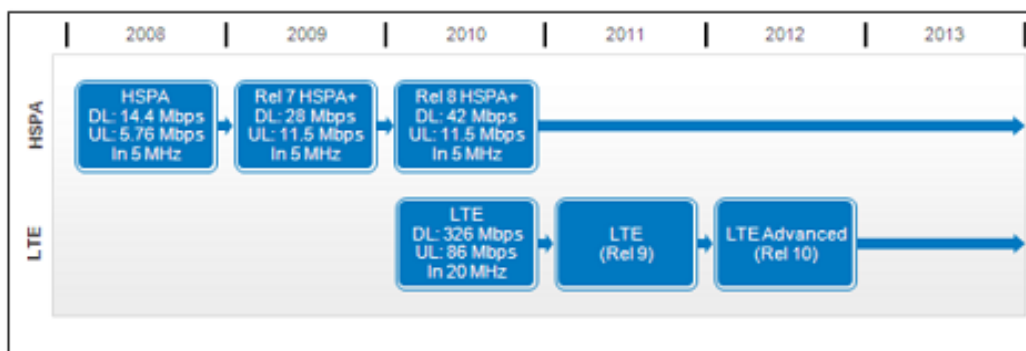 2008 2009 2010 2011 2012 2013
HSPA
HSPA
DL: 14.4 Mbps
UL: 5.76 Mbps
In 5 MHz
Rel 7 HSPA+
DL: 28 Mbps
UL: 11.5 Mbps
In 5 MHz
Rel 8 HSPA+
DL: 42 Mbps
UL: 11.5 Mbps
In 5 MHz
LTE
LTE
DL: 326 Mbps
UL: 86 Mbps
In 20 MHz
LTE
(Rel 9)
LTE Advanced
(Rel 10)